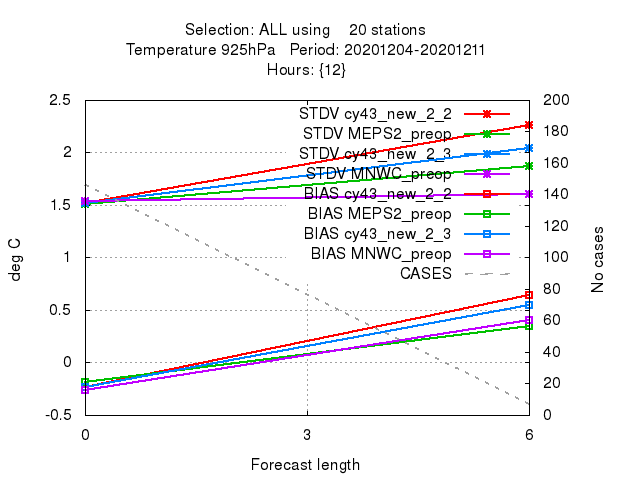 Selection: ALL using    20 stations
Temperature 925hPa   Period: 20201204-20201211
Hours: {12}
2.5
2
1.5
1
0.5
0
-0.5
deg C
200
180
160
140
120
100
80
60
40
20
0
No cases
STDV cy43_new_2_2
STDV MEPS2_preop
STDV cy43_new_2_3
STDV MNWC_preop
BIAS cy43_new_2_2
BIAS MEPS2_preop
BIAS cy43_new_2_3
BIAS MNWC_preop
CASES
0 3 6
Forecast length